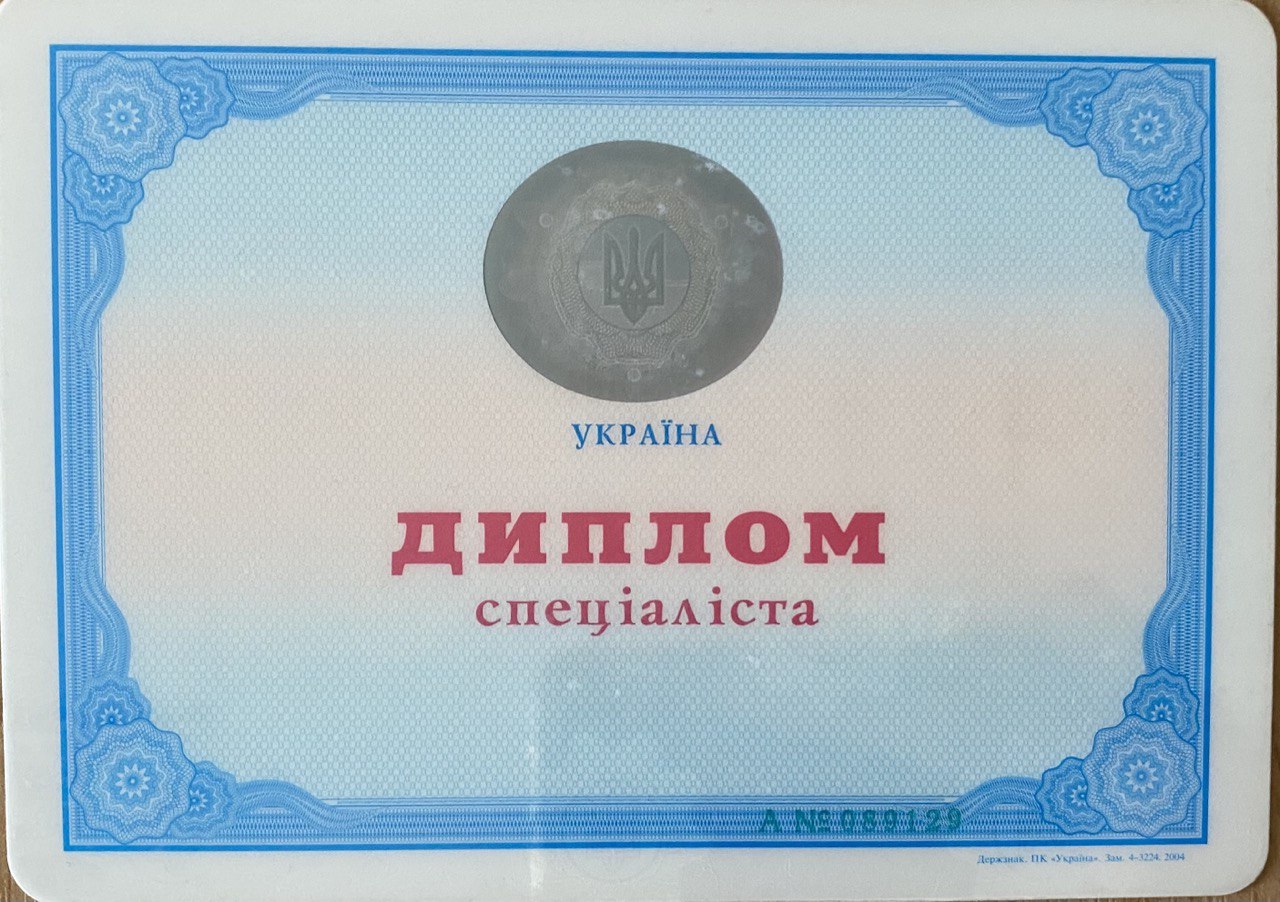 УКРАЇНА
ДИПЛОМ
спеціаліста
А № 089129
Держзнак. ПК «Україна». Зам. 4-3224. 2004